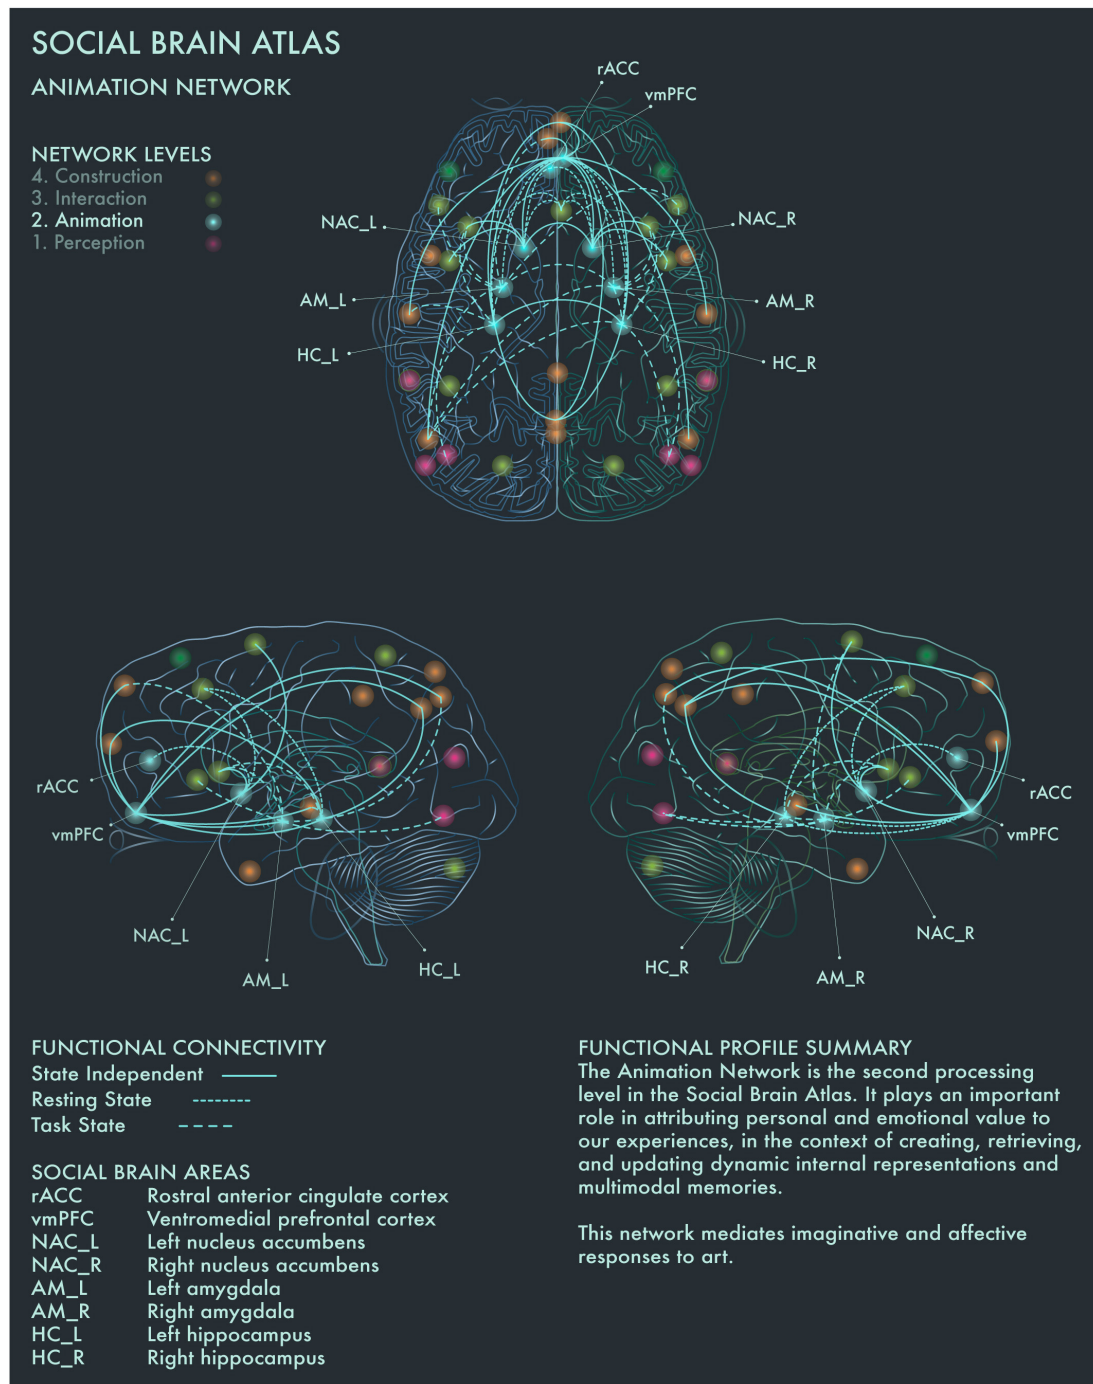 SOCIAL BRAIN ATLAS
ANIMATION NETWORK
NETWORK LEVELS
4. Construction
3. Interaction
2. Animation
1. Perception
rACC
vmPFC
NAC_L
NAC_R
AM_L
AM_R
HC_L
HC_R
rACC
vmPFC
NAC_L
AM_L
HC_L
rACC
vmPFC
NAC_R
HC_R
AM_R
FUNCTIONAL CONNECTIVITY
State Independent
Resting State
Task State
SOCIAL BRAIN AREAS
rACC Rostral anterior cingulate cortex
vmPFC Ventromedial prefrontal cortex
NAC_L Left nucleus accumbens
NAC_R Right nucleus accumbens
AM_L Left amygdala
AM_R Right amygdala
HC_L Left hippocampus
HC_R Right hippocampus
FUNCTIONAL PROFILE SUMMARY
The Animation Network is the second processing
level in the Social Brain Atlas. It plays an important
role in attributing personal and emotional value to
our experiences, in the context of creating, retrieving,
and updating dynamic internal representations and
multimodal memories.
This network mediates imaginative and affective
responses to art.